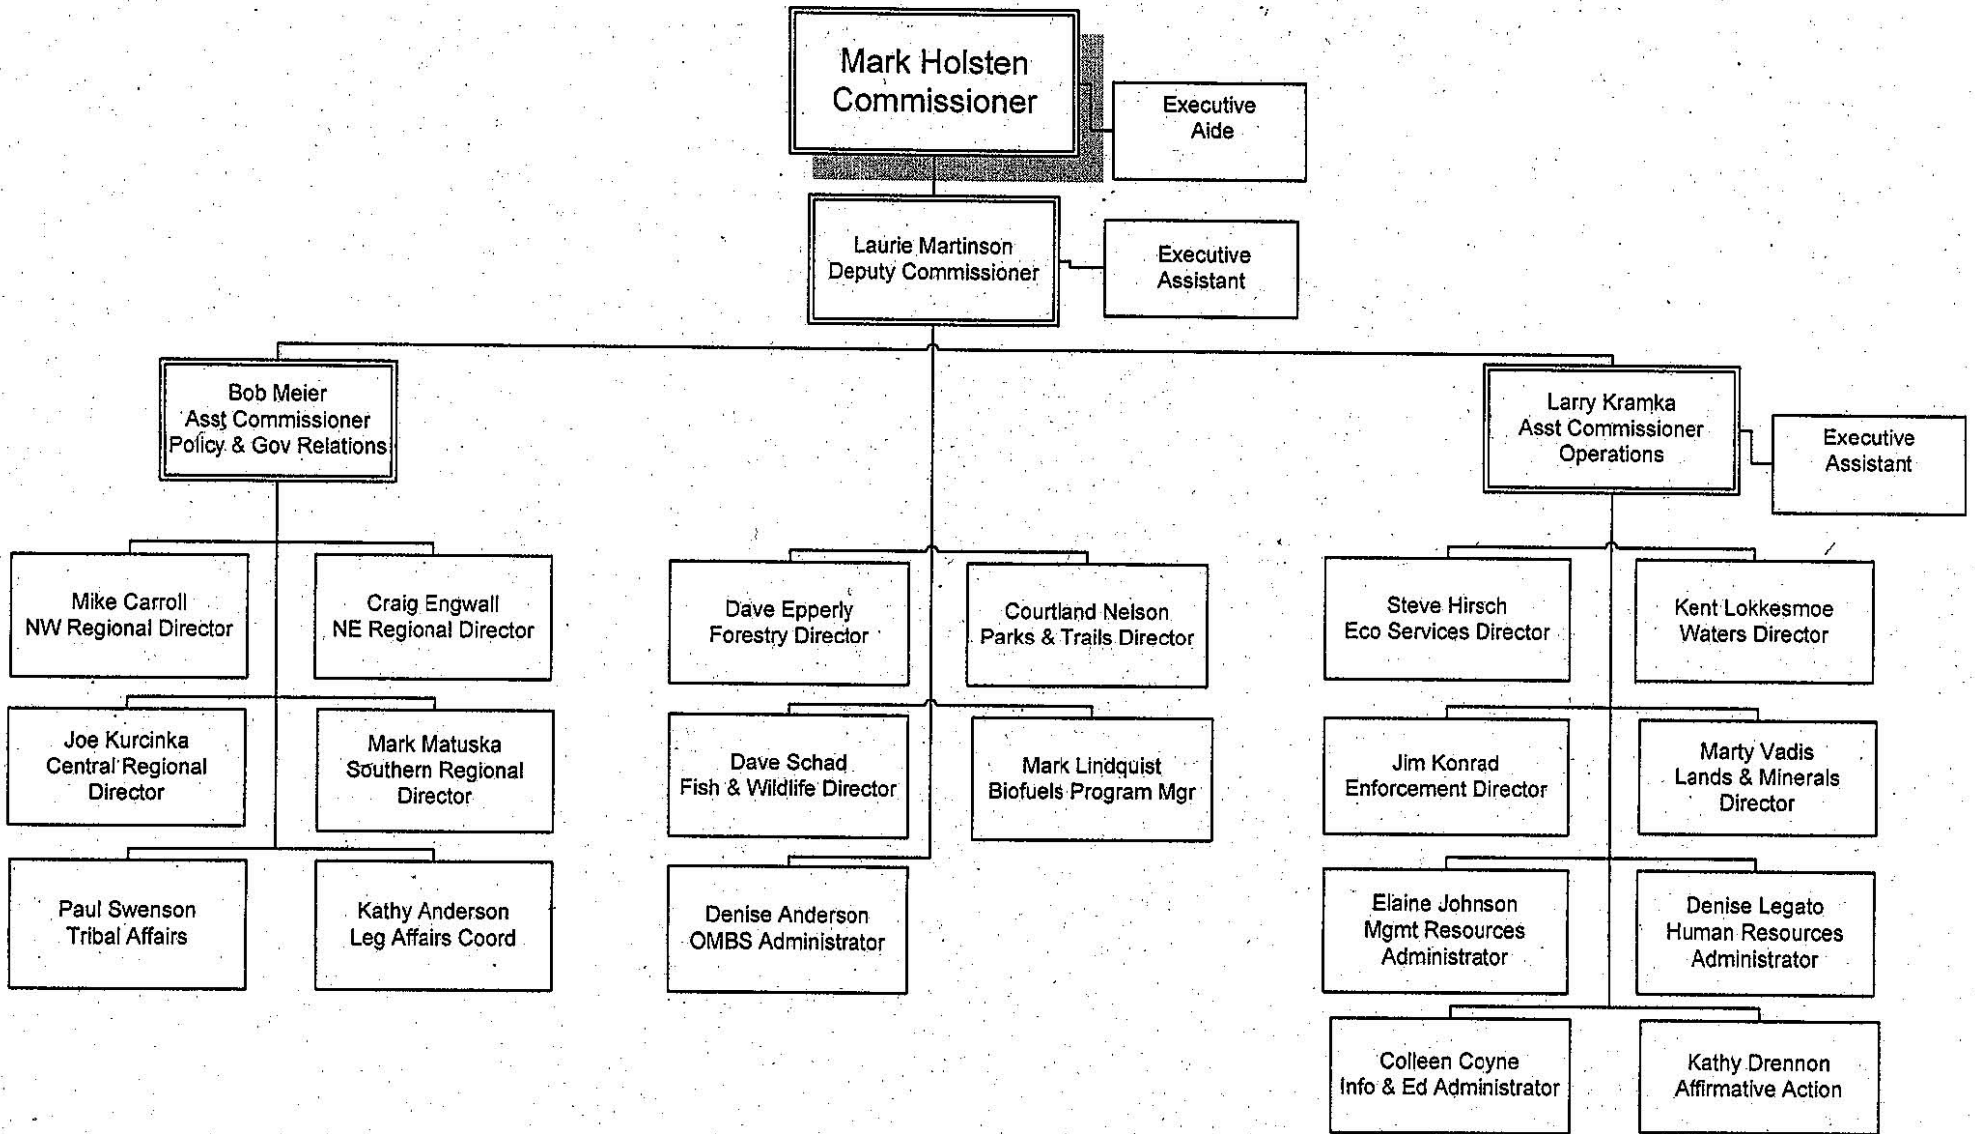 Mark Holsten
Commissioner
Executive
Aide
Laurie Martinson
Deputy Commissioner
Executive
Assistant
Bob Meier
Asst Commissioner
Policy & Gov Relations
Larry Kramka
Asst Commissioner
Operations
Executive
Assistant
Mike Carroll
NW Regional Director
Craig Engwall
NE Regional Director
Dave Epperly
Forestry Director
Courtland Nelson
Parks & Trails Director
Steve Hirsch
Eco Services Director
Kent Lokkesmoe
Waters Director
Joe Kurcinka
Central Regional
Director
Mark Matuska
Southern Regional
Director
Dave Schad
Fish & Wildlife Director
Mark Lindquist
Biofuels Program Mgr
Jim Konrad
Enforcement Director
Marty Vadis
Lands & Minerals
Director
Paul Swenson
Tribal Affairs
Kathy Anderson
Leg Affairs Coord
Denise Anderson
OMBS Administrator
Elaine Johnson
Mgmt Resources
Administrator
Denise Legato
Human Resources
Administrator
Colleen Coyne
Info & Ed Administrator
Kathy Drennon
Affirmative Action